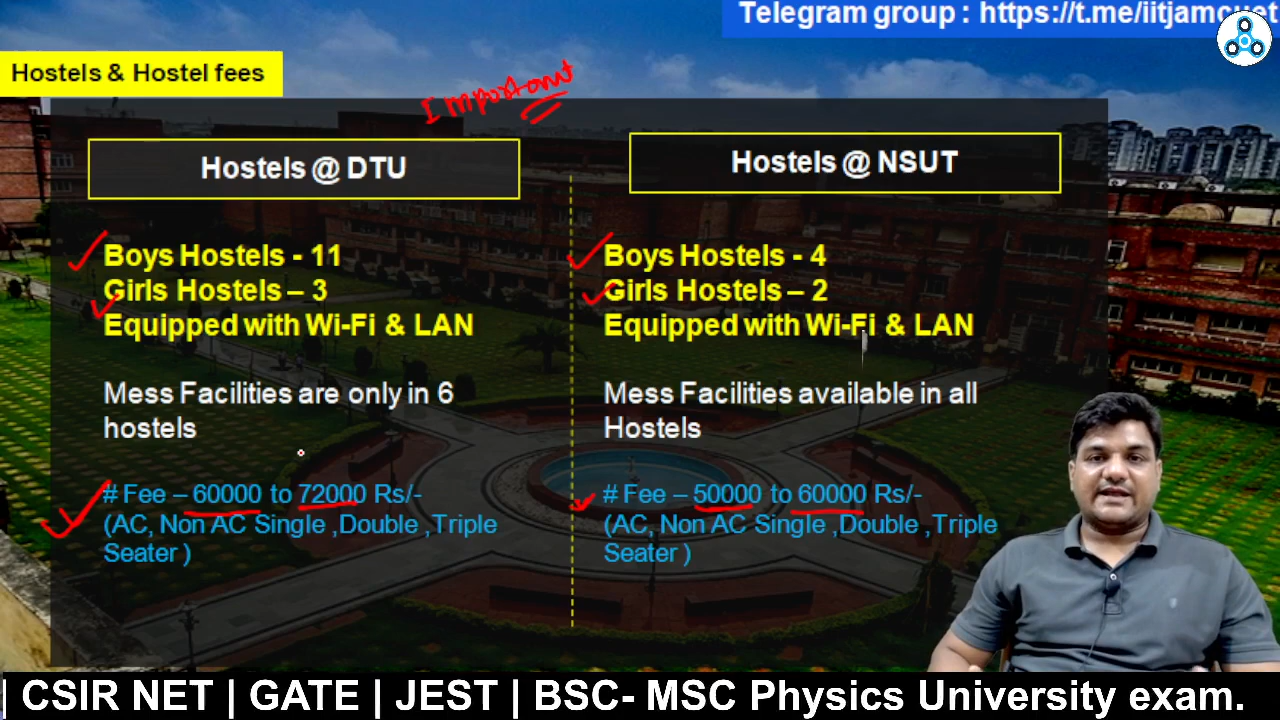 Telegram group : https://t.me/iitjamcuet
Hostels & Hostel fees
Important
Hostels @ DTU
Boys Hostels - 11
Girls Hostels – 3
Equipped with Wi-Fi & LAN
Mess Facilities are only in 6
hostels
# Fee – 60000 to 72000 Rs/-
(AC, Non AC Single ,Double ,Triple
Seater )
Hostels @ NSUT
Boys Hostels - 4
Girls Hostels – 2
Equipped with Wi-Fi & LAN
Mess Facilities available in all
Hostels
# Fee – 50000 to 60000 Rs/-
(AC, Non AC Single ,Double ,Triple
Seater )
| CSIR NET | GATE | JEST | BSC- MSC Physics University exam.